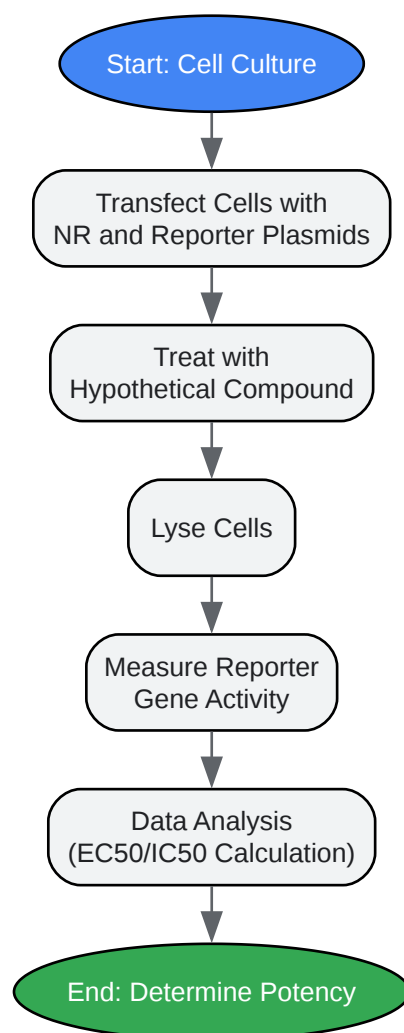 Start: Cell Culture
Transfect Cells with
NR and Reporter Plasmids
Treat with
Hypothetical Compound
Lyse Cells
Measure Reporter
Gene Activity
Data Analysis
(EC50/IC50 Calculation)
End: Determine Potency